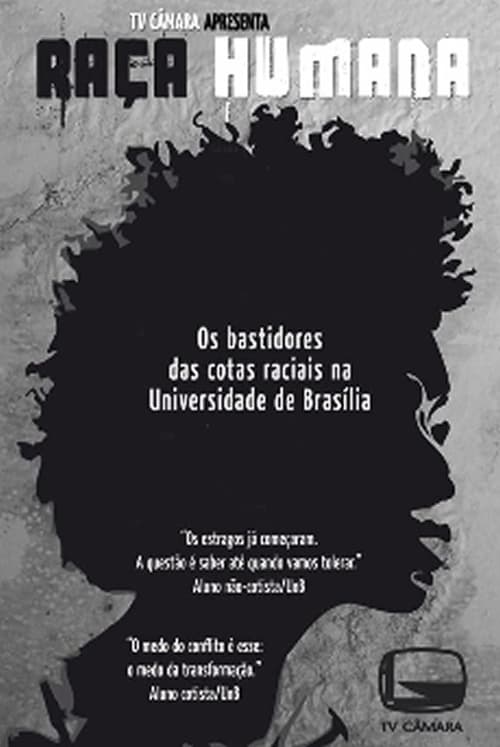 TV CÂMARA APRESENTA
RAÇA HUMANA
Os bastidores
das cotas raciais na
Universidade de Brasília
"Os estragos já começaram.
A questão é saber até quando vamos tolerar."
Aluno não-cotista/UnB
"O medo do conflito é esse:
o medo da transformação."
Aluno cotista/UnB
TV CÂMARA